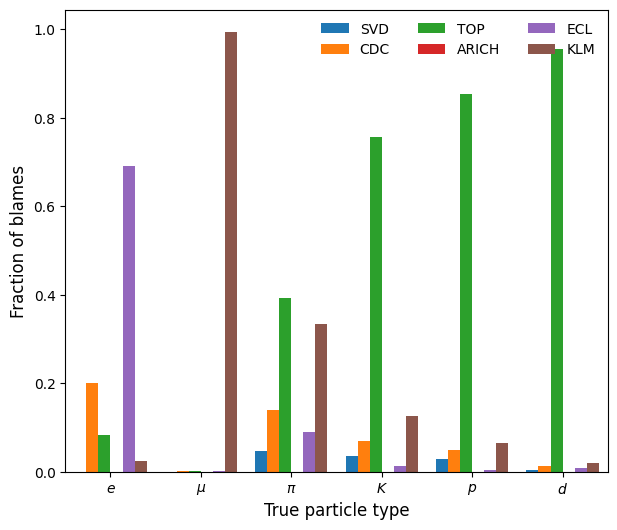 SVD TOP ECL
CDC ARICH KLM
1.0
0.8
0.6
0.4
0.2
0.0
Fraction of blames
e μ π K p d
True particle type